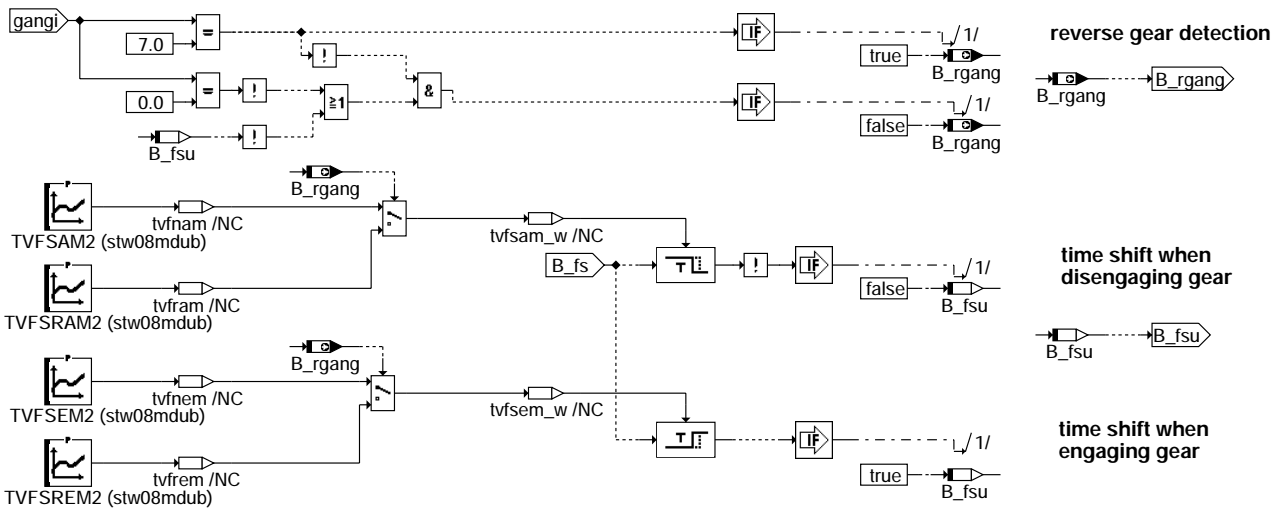 gangi
7.0
=
!
IF
/1/
true
B_rgang
reverse gear detection
B_rgang
B_rgang
0.0
=
!
≧1
&
IF
/1/
false
B_rgang
B_fsu
!
B_rgang
P
TVFSAM2 (stw08mdub)
tvfnam /NC
tvfsam_w /NC
P
TVFSRAM2 (stw08mdub)
tvfram /NC
B_fs
T
!
IF
/1/
false
B_fsu
time shift when
disengaging gear
B_fsu
B_fsu
B_rgang
P
TVFSEM2 (stw08mdub)
tvfnem /NC
tvfsem_w /NC
P
TVFSREM2 (stw08mdub)
tvfrem /NC
T
IF
/1/
true
B_fsu
time shift when
engaging gear